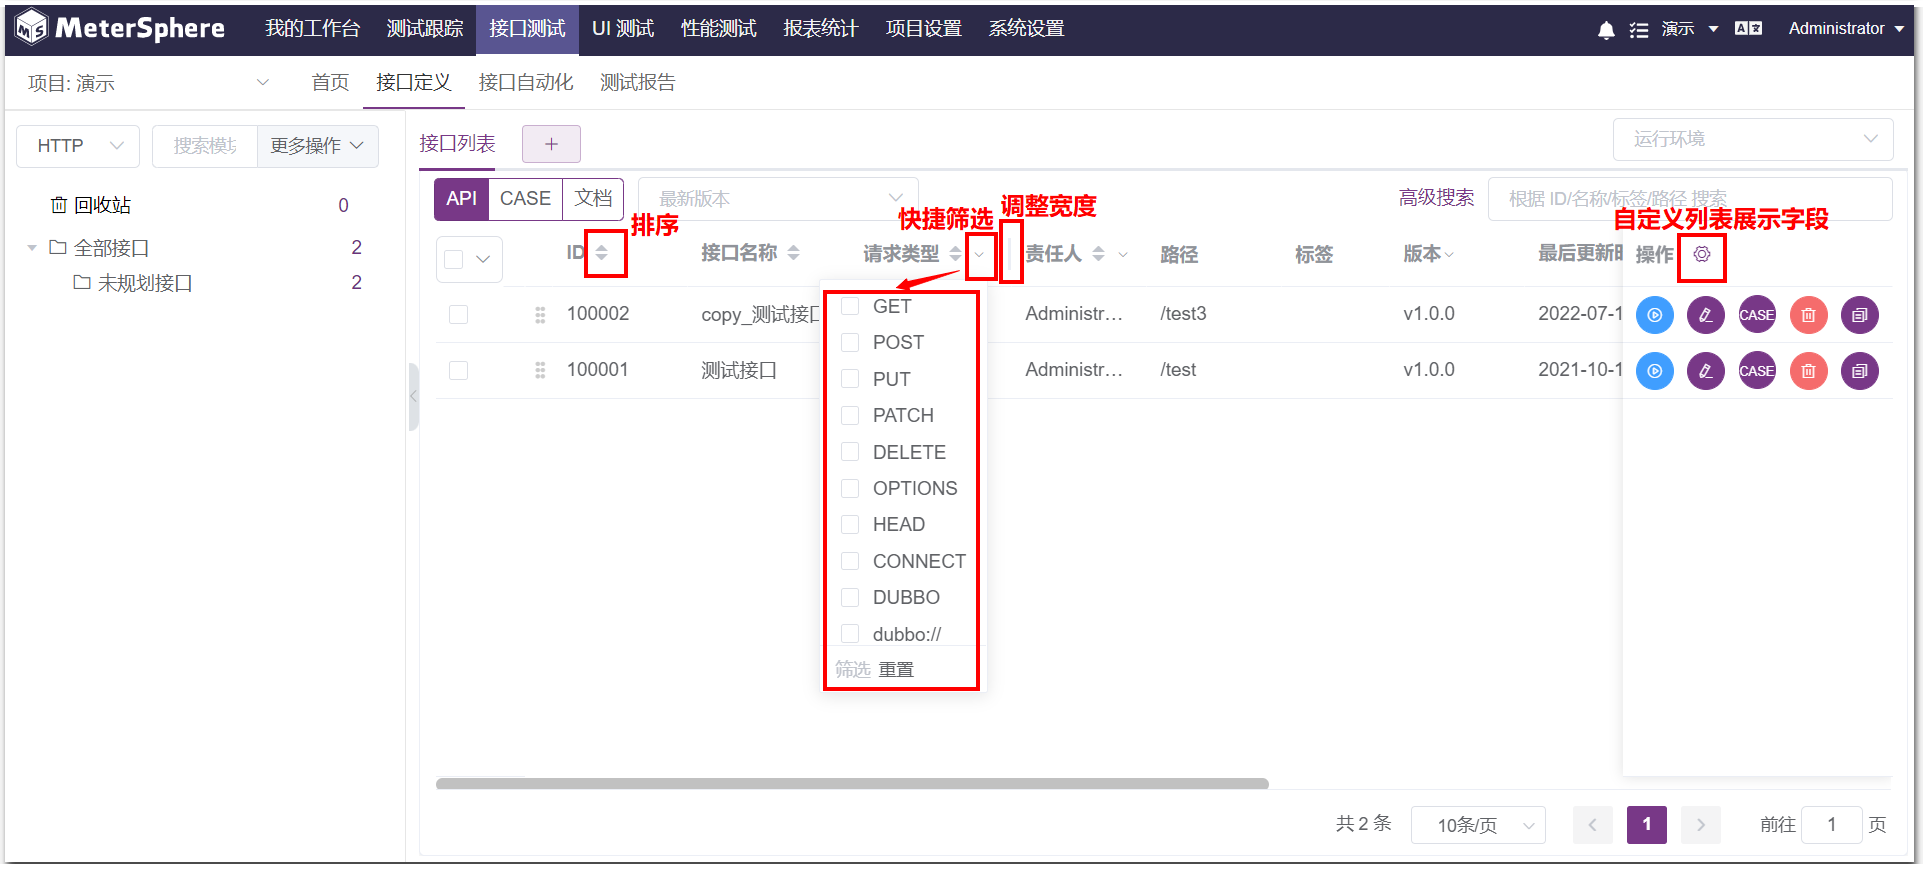 MeterSphere 我的工作台 测试跟踪 接口测试 UI 测试 性能测试 报表统计 项目设置 系统设置 演示 Administrator
项目: 演示 首页 接口定义 接口自动化 测试报告
HTTP 更多操作
接口列表 +
运行环境
回收站 0
全部接口 2
未规划接口 2
API CASE 文档 最新版本 高级搜索 根据 ID/名称/标签/路径 搜索
排序 快捷筛选 调整宽度 自定义列表展示字段
ID 接口名称 请求类型 责任人 路径 标签 版本 操作
100002 copy_测试接口 Administr... /test3 v1.0.0 2022-07-1 CASE
100001 测试接口 Administr... /test v1.0.0 2021-10-1 CASE
GET
POST
PUT
PATCH
DELETE
OPTIONS
HEAD
CONNECT
DUBBO
dubbo://
筛选 重置
共 2 条 10条/页 1 前往 1 页